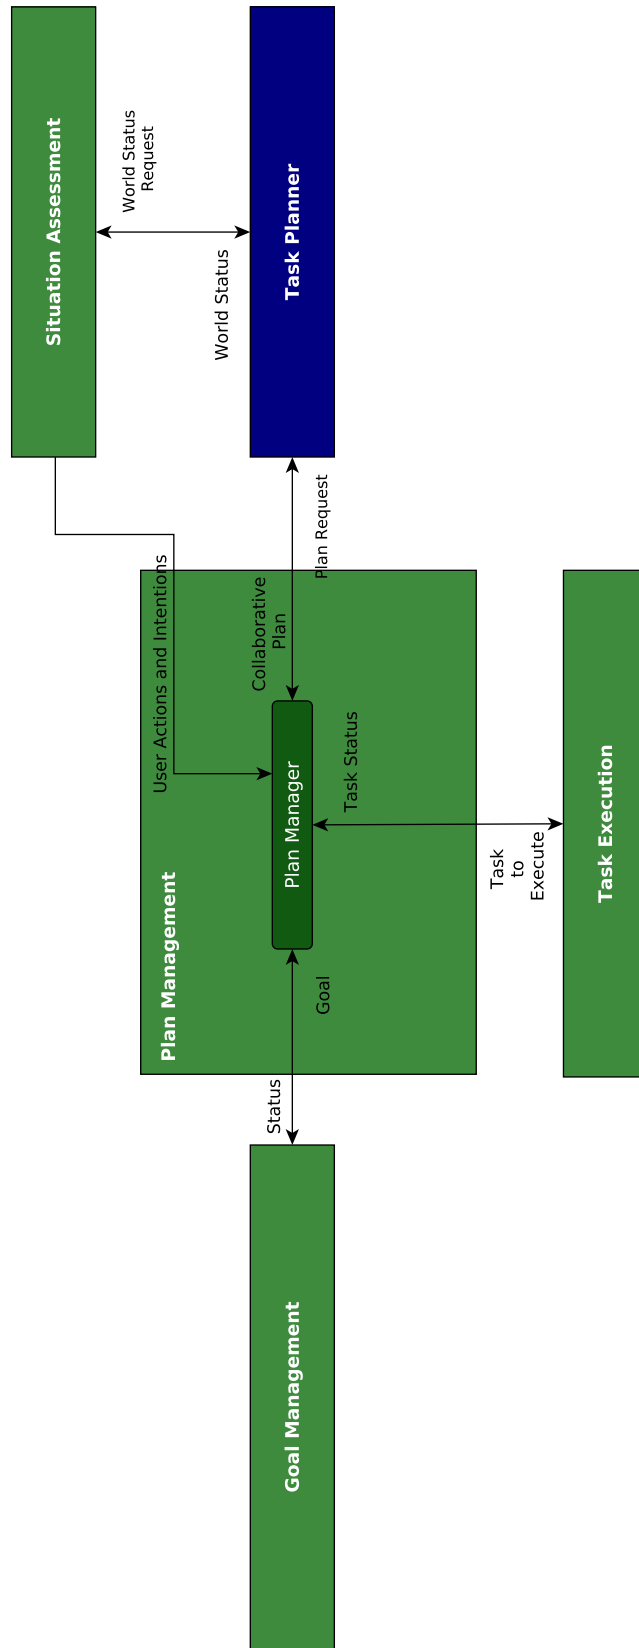 Situation Assessment
World Status
Request
World Status
Task Planner
Plan Request
Collaborative
Plan
User Actions and Intentions
Plan Management
Plan Manager
Task Status
Task
to
Execute
Task Execution
Goal
Status
Goal Management